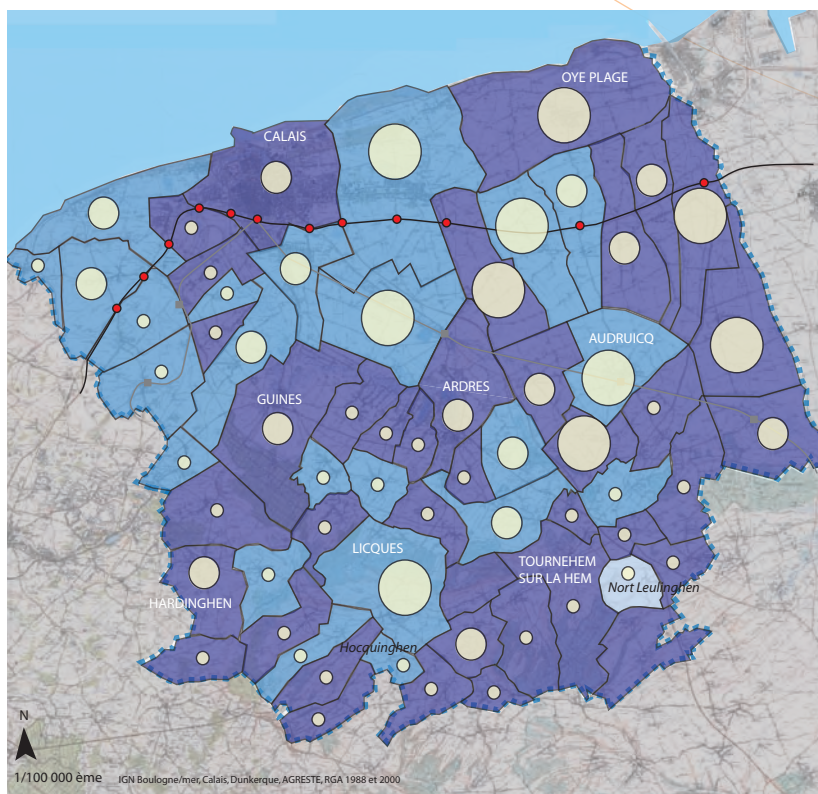 OYE PLAGE
CALAIS
AUDRUICQ
ARDRES
GUINES
LICQUES
TOURNEHEM
SUR LA HEM
Nort Leulinghen
HARDINGHEN
Hocquinghen
N
1/100 000 ème
IGN Boulogne/mer, Calais, Dunkerque, AGRESTE, RGA 1988 et 2000